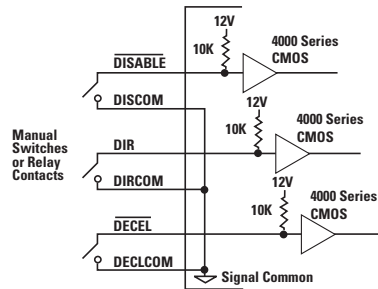 12V
10K
4000 Series
CMOS
DISABLE
DISCOM
12V
10K
4000 Series
CMOS
Manual
Switches
or Relay
Contacts
DIR
DIRCOM
12V
10K
4000 Series
CMOS
DECEL
DECLCOM
Signal Common